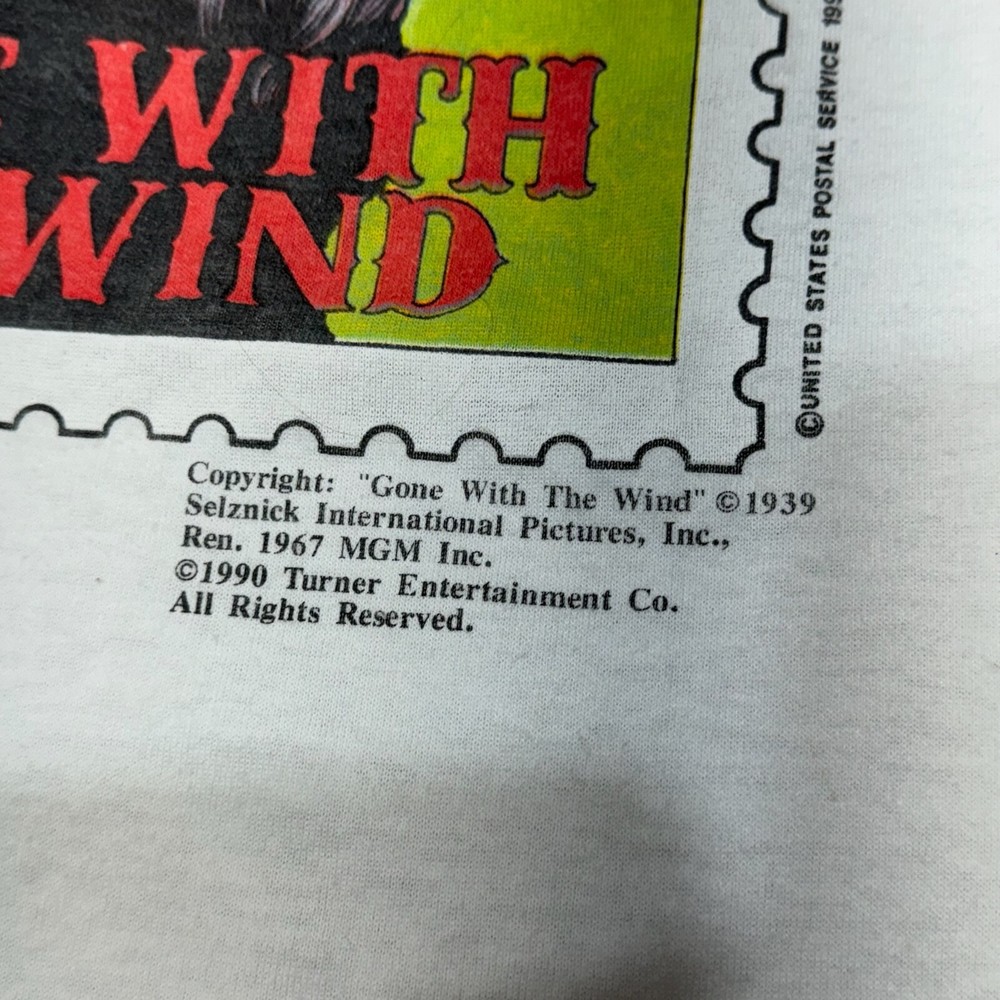 WITH
WIND
©UNITED STATES POSTAL SERVICE
Copyright: "Gone With The Wind" ©1939
Selznick International Pictures, Inc.,
Ren. 1967 MGM Inc.
©1990 Turner Entertainment Co.
All Rights Reserved.